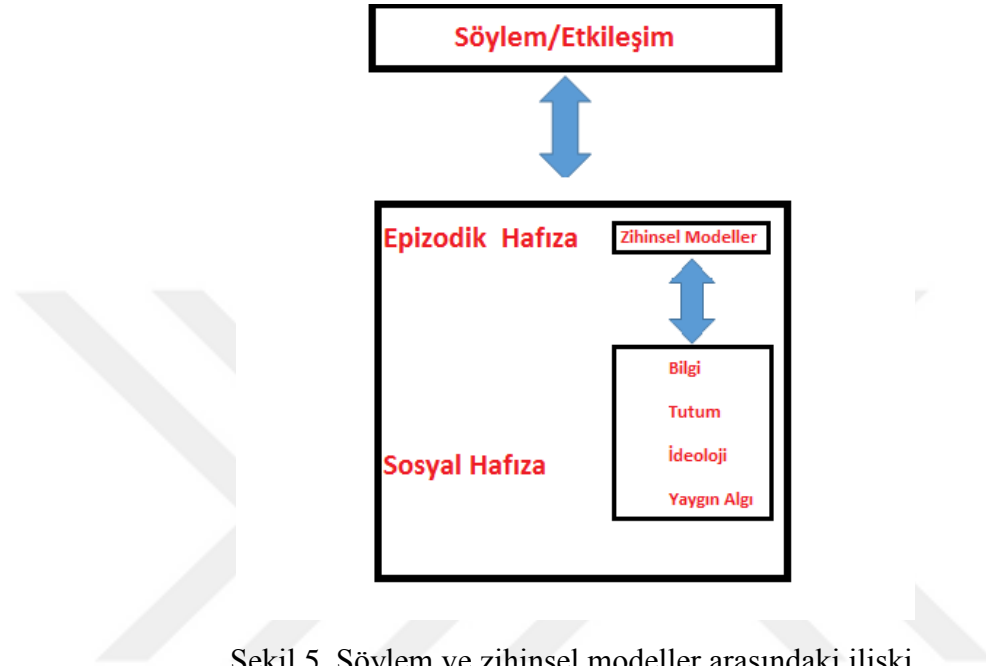 Söylem/Etkileşim
Epizodik Hafıza
Zihinsel Modeller
Bilgi
Tutum
İdeoloji
Sosyal Hafıza
Yaygın Algı
Şekil 5. Söylem ve zihinsel modeller arasındaki ilişki